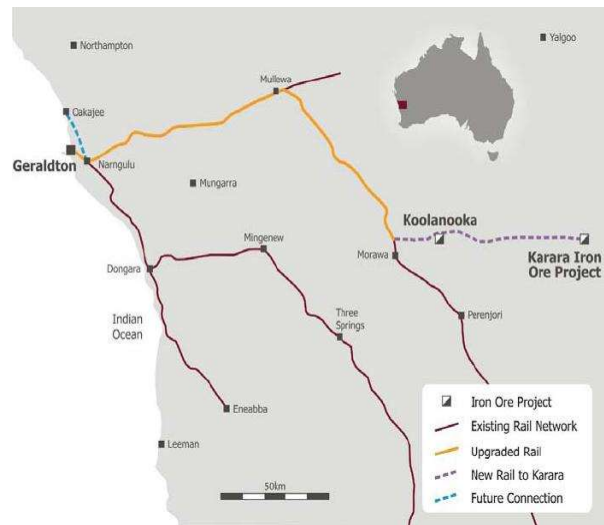 Northampton
Yalgoo
Mullewa
Oakajee
Geraldton
Narngulu
Mungarra
Koolanooka
Mingenew
Morawa
Karara Iron
Ore Project
Dongara
Three
Springs
Perenjori
Indian
Ocean
Eneabba
Leeman
Iron Ore Project
Existing Rail Network
Upgraded Rail
New Rail to Karara
Future Connection
50km